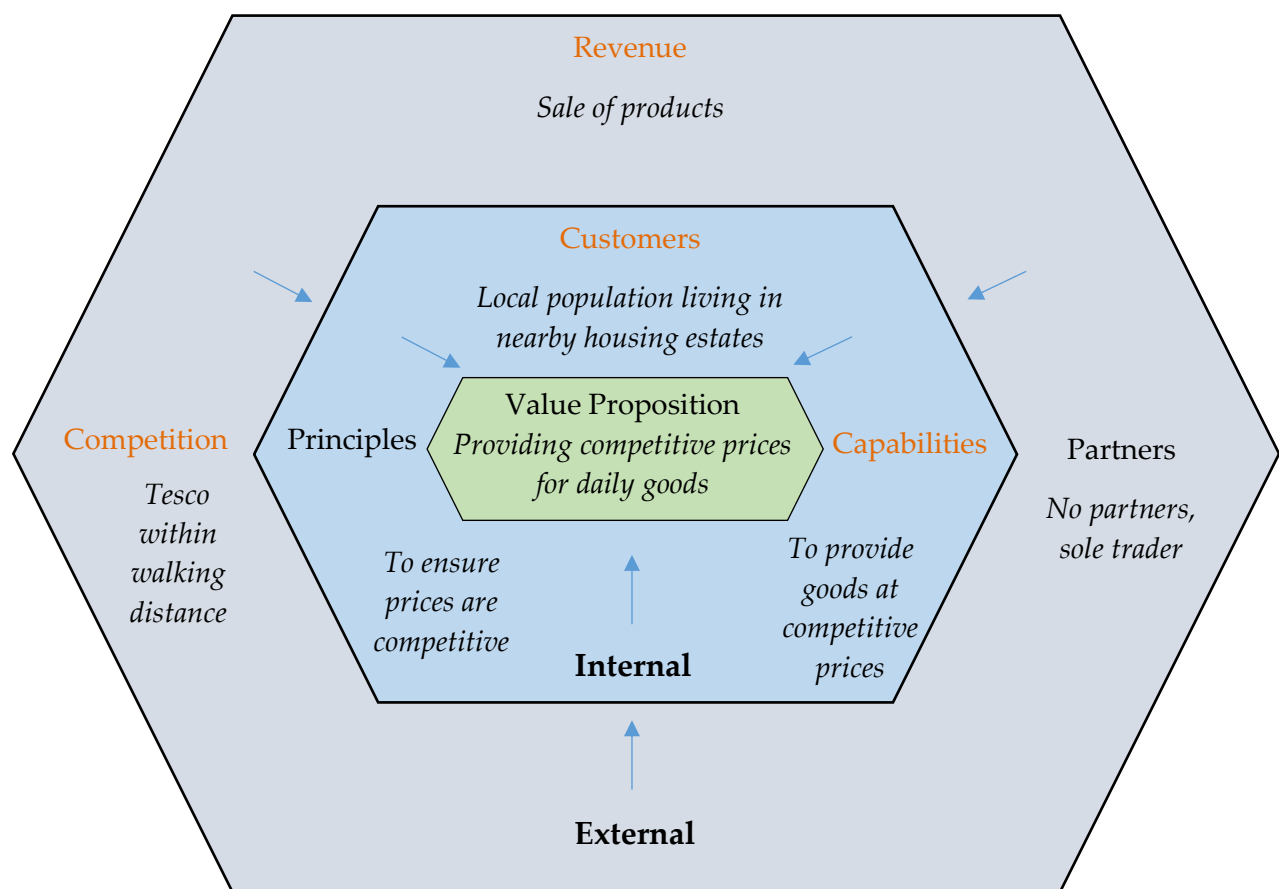 Revenue
Sale of products
Customers
Local population living in
nearby housing estates
Competition
Tesco
within
walking
distance
Principles
To ensure
prices are
competitive
Value Proposition
Providing competitive prices
for daily goods
Capabilities
To provide
goods at
competitive
prices
Partners
No partners,
sole trader
Internal
External